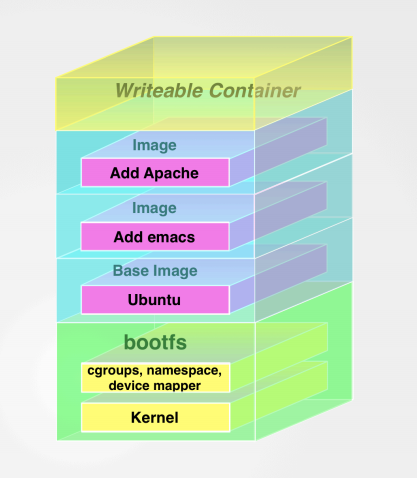 Writeable Container
Image
Add Apache
Image
Add emacs
Base Image
Ubuntu
bootfs
cgroups, namespace,
device mapper
Kernel